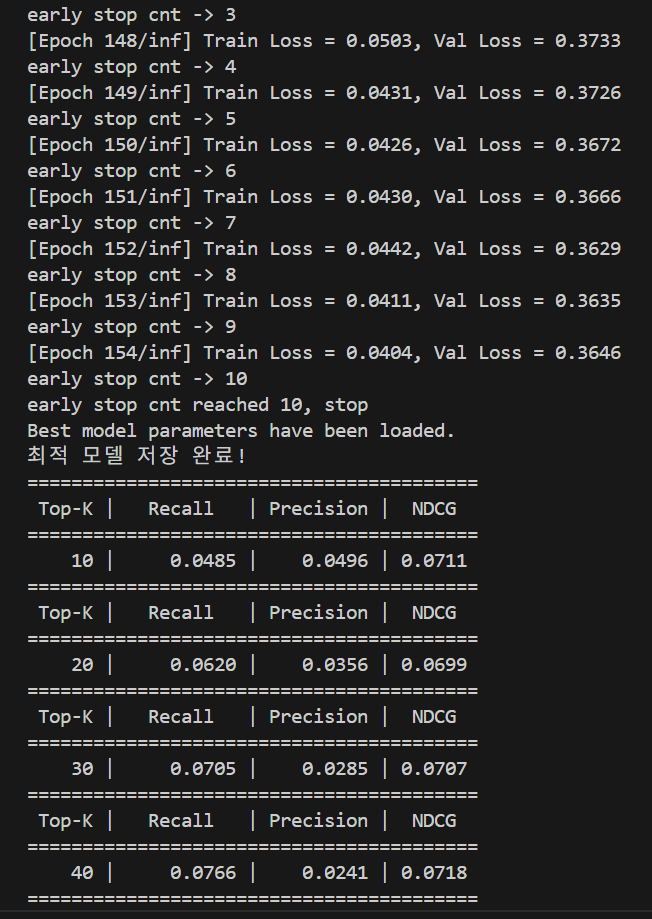 early stop cnt -> 3
[Epoch 148/inf] Train Loss = 0.0503, Val Loss = 0.3733
early stop cnt -> 4
[Epoch 149/inf] Train Loss = 0.0431, Val Loss = 0.3726
early stop cnt -> 5
[Epoch 150/inf] Train Loss = 0.0426, Val Loss = 0.3672
early stop cnt -> 6
[Epoch 151/inf] Train Loss = 0.0430, Val Loss = 0.3666
early stop cnt -> 7
[Epoch 152/inf] Train Loss = 0.0442, Val Loss = 0.3629
early stop cnt -> 8
[Epoch 153/inf] Train Loss = 0.0411, Val Loss = 0.3635
early stop cnt -> 9
[Epoch 154/inf] Train Loss = 0.0404, Val Loss = 0.3646
early stop cnt -> 10
early stop cnt reached 10, stop
Best model parameters have been loaded.
최적 모델 저장 완료!
=========================================
 Top-K |   Recall   | Precision |  NDCG
=========================================
    10 |     0.0485 |    0.0496 | 0.0711
=========================================
 Top-K |   Recall   | Precision |  NDCG
=========================================
    20 |     0.0620 |    0.0356 | 0.0699
=========================================
 Top-K |   Recall   | Precision |  NDCG
=========================================
    30 |     0.0705 |    0.0285 | 0.0707
=========================================
 Top-K |   Recall   | Precision |  NDCG
=========================================
    40 |     0.0766 |    0.0241 | 0.0718
=========================================